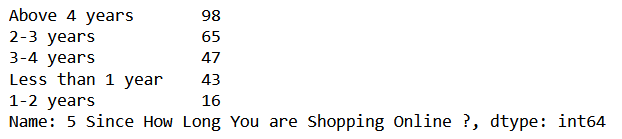 Above 4 years 98
2-3 years 65
3-4 years 47
Less than 1 year 43
1-2 years 16
Name: 5 Since How Long You are Shopping Online ?, dtype: int64